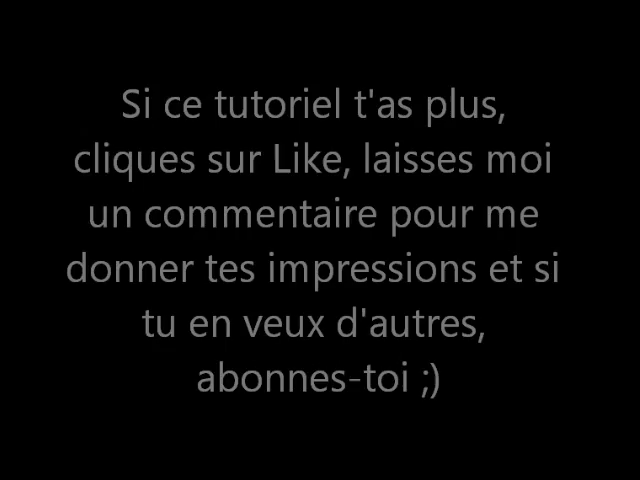 Si ce tutoriel t'as plus,
cliques sur Like, laisses moi
un commentaire pour me
donner tes impressions et si
tu en veux d'autres,
abonnes-toi ;)